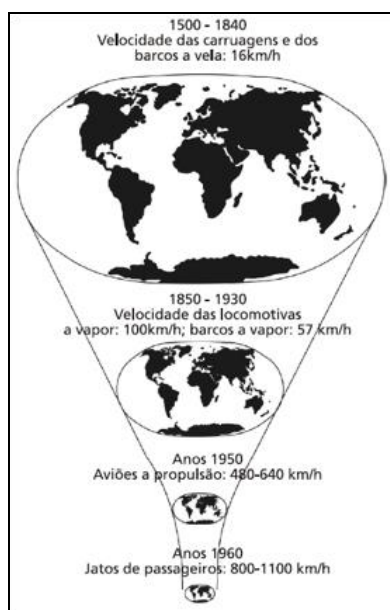 1500 - 1840
Velocidade das carruagens e dos
barcos a vela: 16km/h
1850 - 1930
Velocidade das locomotivas
a vapor: 100km/h; barcos a vapor: 57 km/h
Anos 1950
Aviões a propulsão: 480-640 km/h
Anos 1960
Jatos de passageiros: 800-1100 km/h